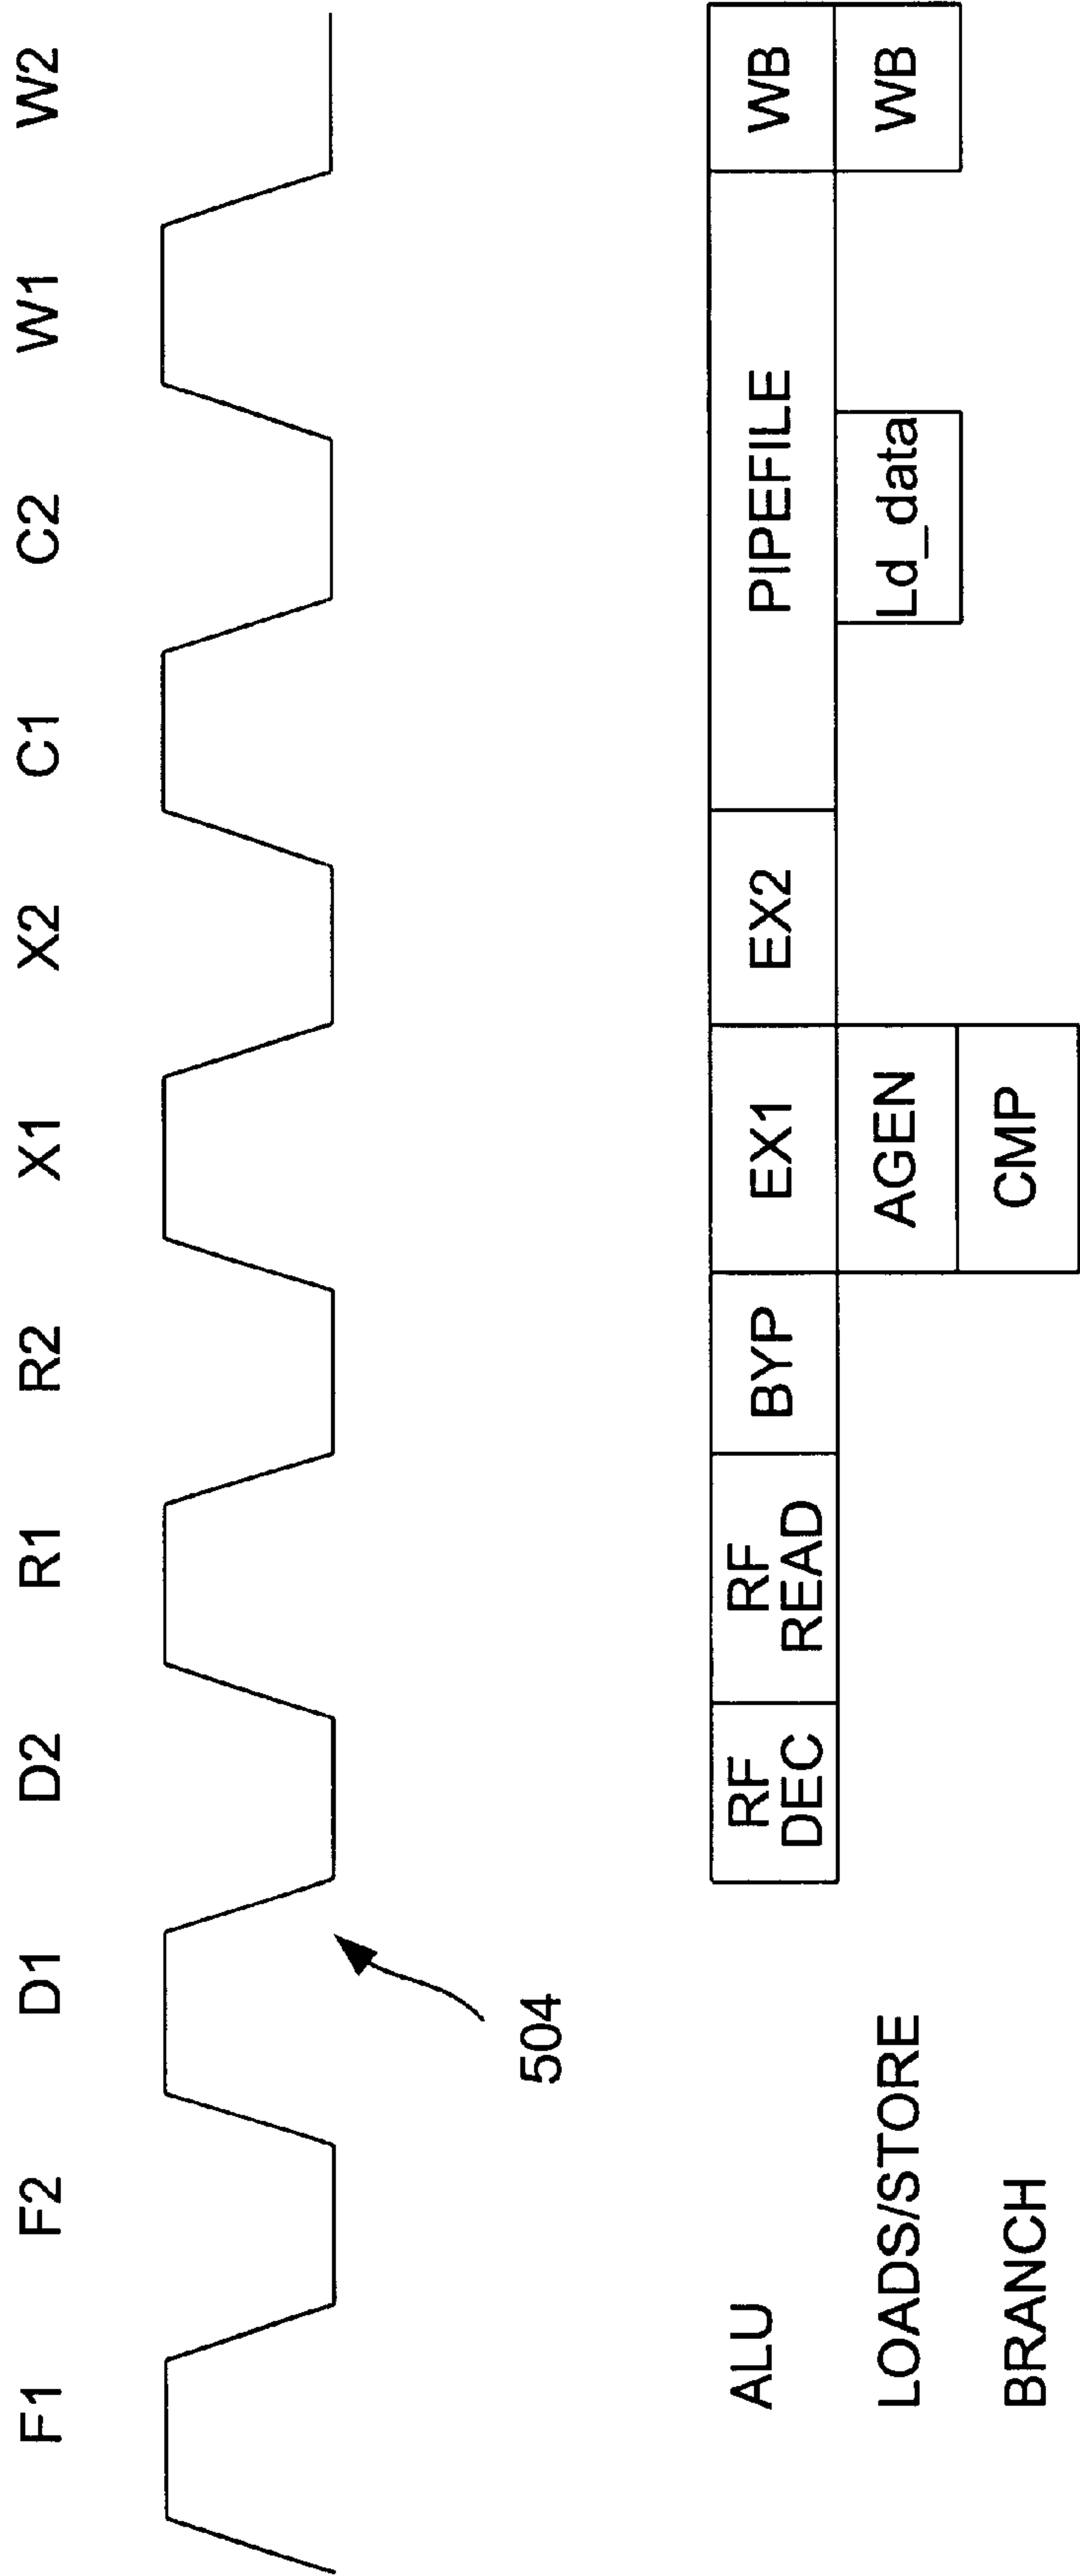 F1 F2 D1 D2 R1 R2 X1 X2 C1 C2 W1 W2
504
ALU
RF
DEC
RF
READ
BYP
EX1
EX2
PIPEFILE
WB
LOADS/STORE
AGEN
Ld_data
WB
BRANCH
CMP